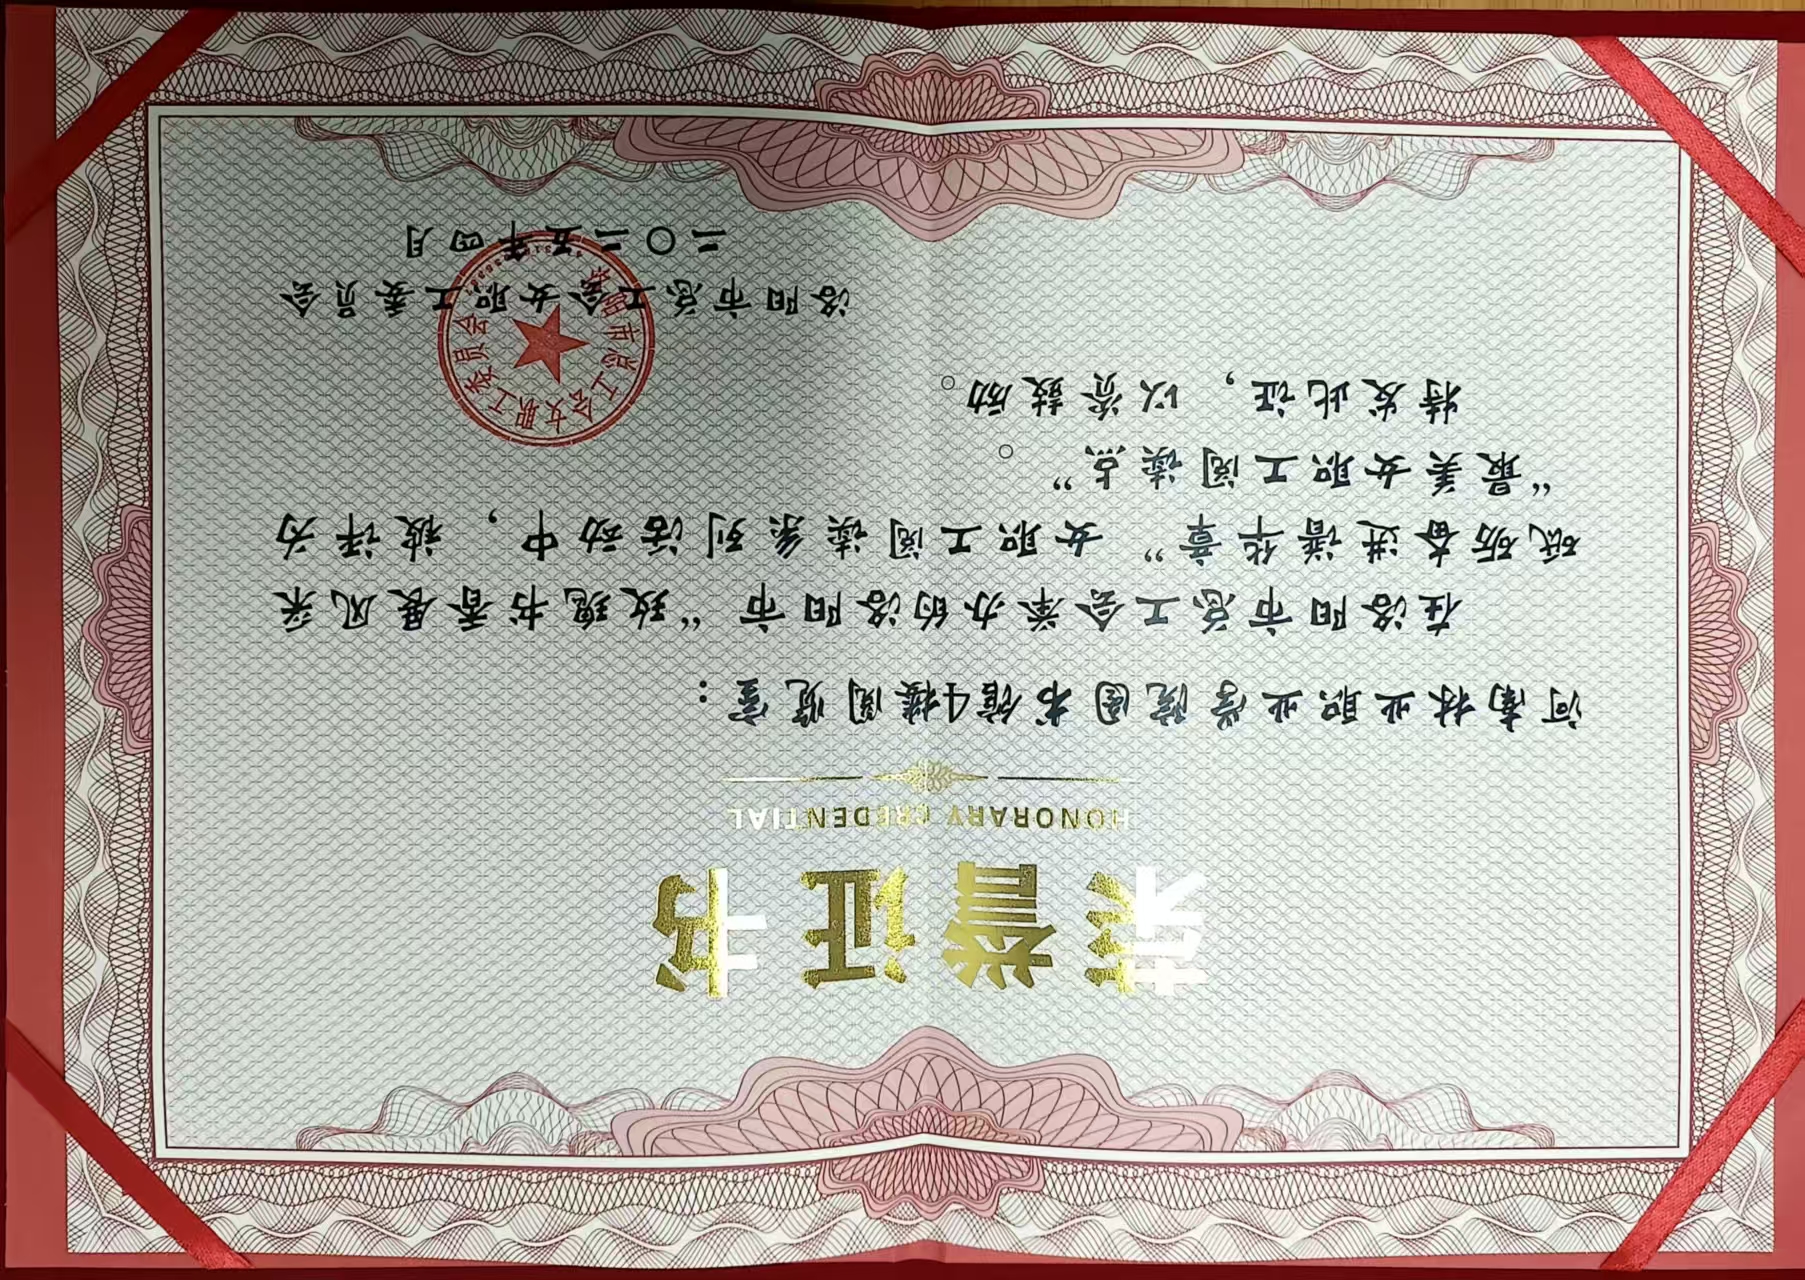 荣誉证书
HONORARY CREDENTIAL
河南林业职业学院图书馆4楼阅览室：
在洛阳市总工会举办的洛阳市“玫瑰书香展风采
砥砺奋进谱华章”女职工阅读系列活动中，被评为
“最美女职工阅读点”。
特发此证，以资鼓励。
洛阳市总工会女职工委员会
二〇二五年四月
洛阳市总工会女职工委员会